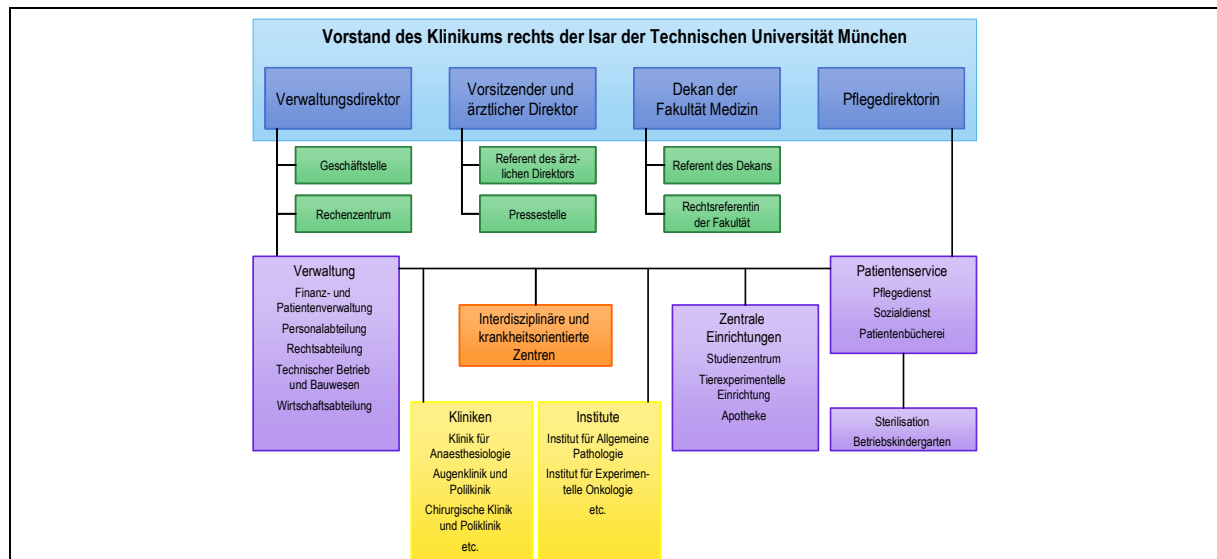 Vorstand des Klinikums rechts der Isar der Technischen Universität München
Verwaltungsdirektor
Vorsitzender und
ärztlicher Direktor
Dekan der
Fakultät Medizin
Pflegedirektorin
Geschäftstelle
Referent des ärzt-
lichen Direktors
Referent des Dekans
Rechenzentrum
Pressestelle
Rechtsreferentin
der Fakultät
Verwaltung
Finanz- und
Patientenverwaltung
Personalabteilung
Rechtsabteilung
Technischer Betrieb
und Bauwesen
Wirtschaftsabteilung
Interdisziplinäre und
krankheitsorientierte
Zentren
Zentrale
Einrichtungen
Studienzentrum
Tierexperimentelle
Einrichtung
Apotheke
Patientenservice
Pflegedienst
Sozialdienst
Patientenbücherei
Kliniken
Klinik für
Anaesthesiologie
Augenklinik und
Polilkinik
Chirurgische Klinik
und Poliklinik
etc.
Institute
Institut für Allgemeine
Pathologie
Institut für Experimen-
telle Onkologie
etc.
Sterilisation
Betriebskindergarten